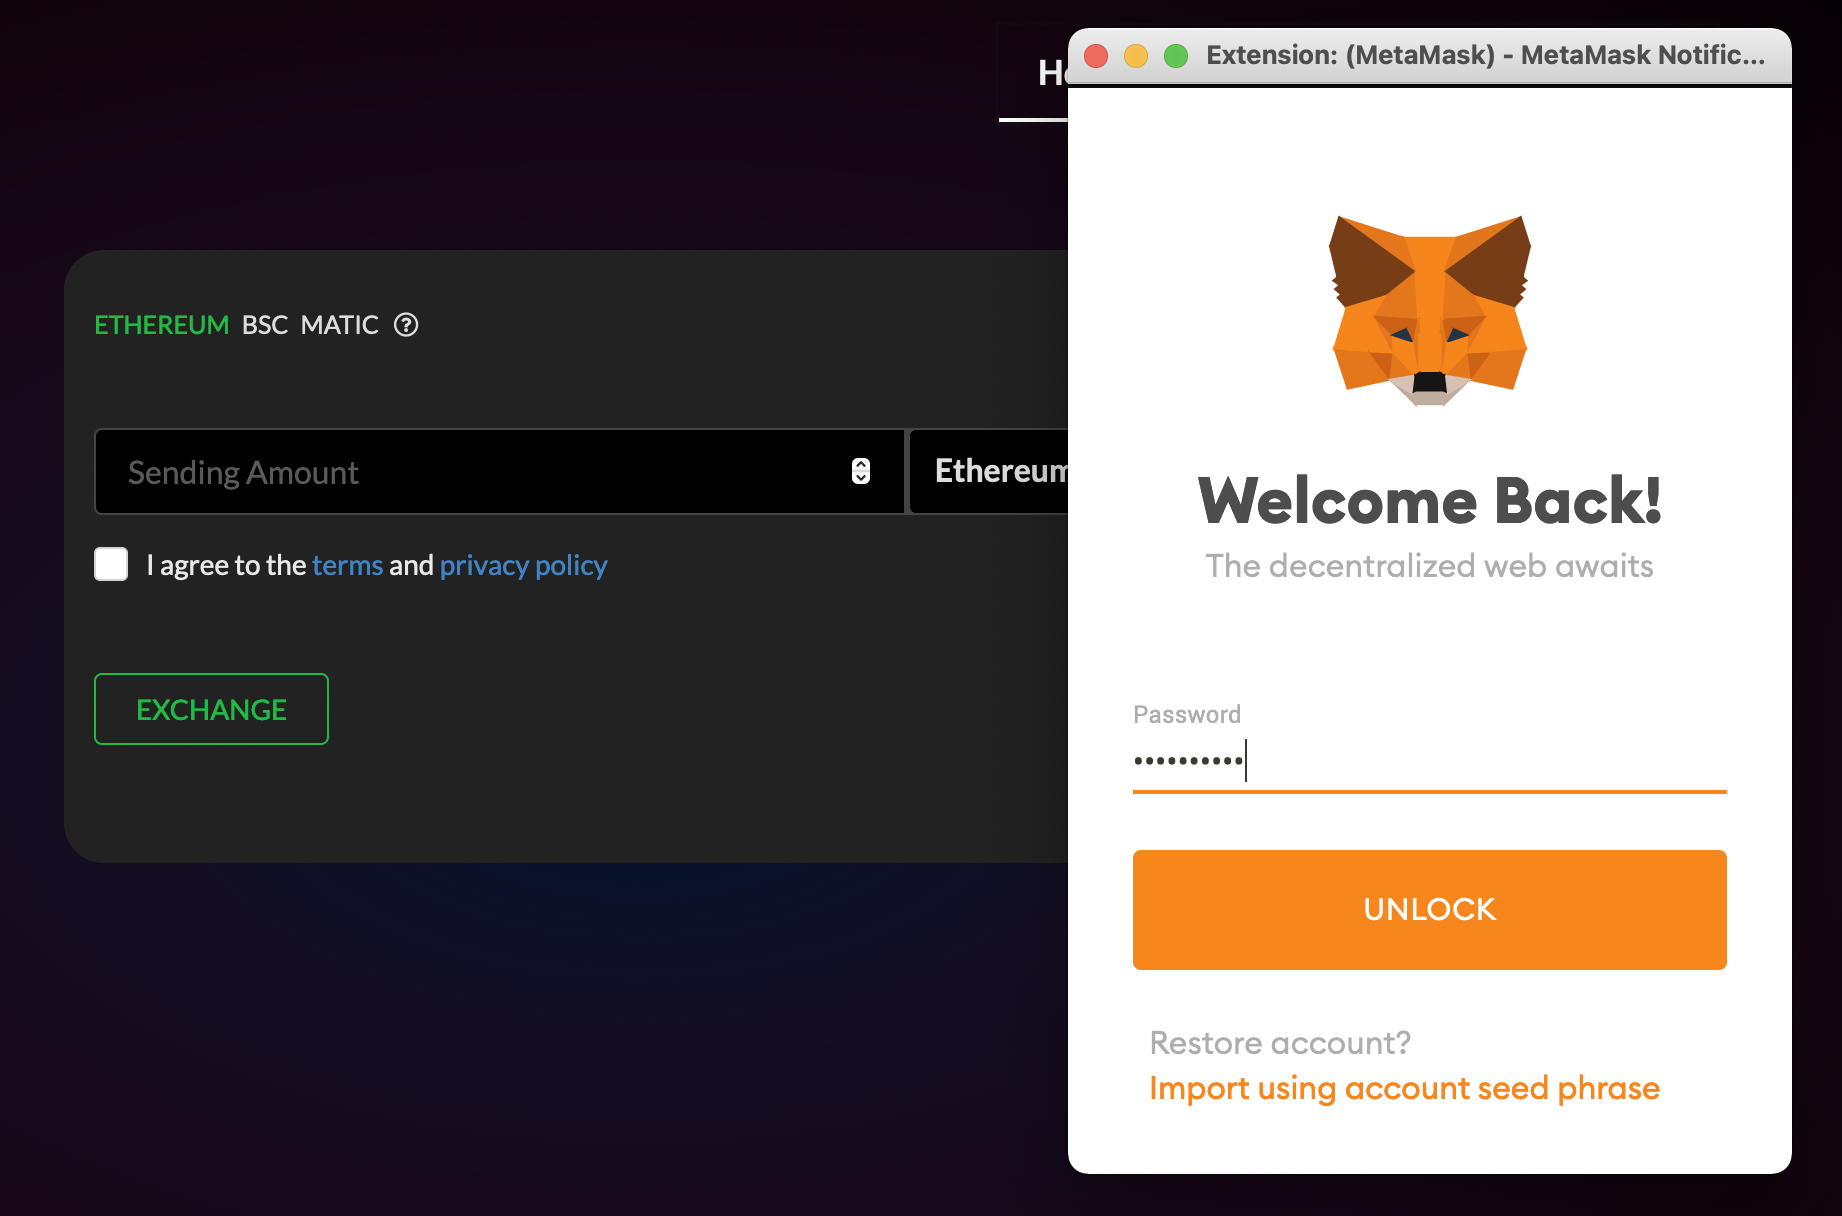 Extension: (MetaMask) - MetaMask Notific...
ETHEREUM BSC MATIC ?
Sending Amount
Ethereum
I agree to the terms and privacy policy
EXCHANGE
Welcome Back!
The decentralized web awaits
Password
••••••••••
UNLOCK
Restore account?
Import using account seed phrase